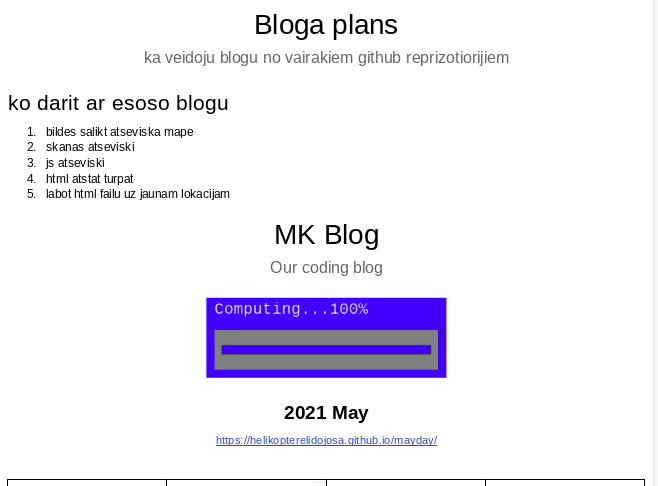 Bloga plans
ka veidoju blogu no vairakiem github reprizotiorijiem
ko darit ar esoso blogu
1. bildes salikt atseviska mape
2. skanas atseviski
3. js atseviski
4. html atstat turpat
5. labot html failu uz jaunam lokacijam
MK Blog
Our coding blog
Computing...100%
2021 May
https://helikopterelidojosa.github.io/mayday/